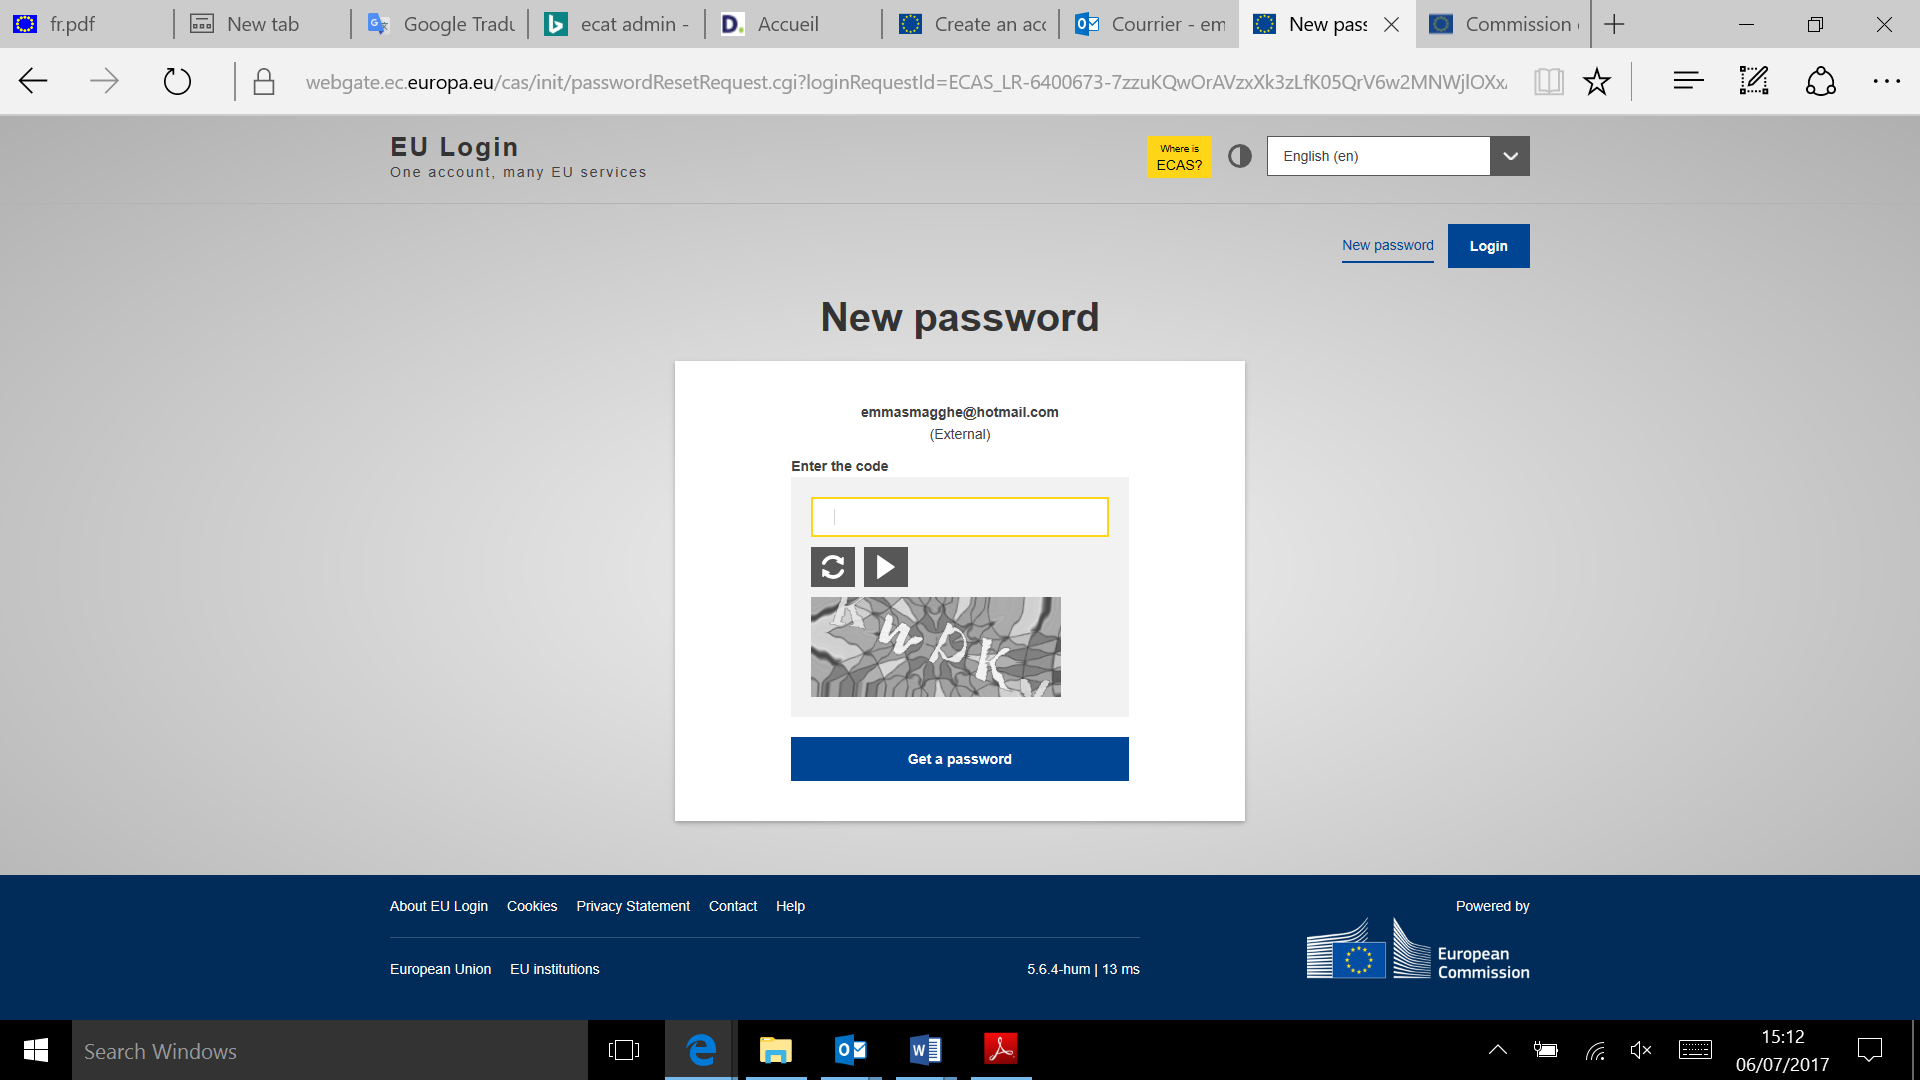 fr.pdf
New tab
Google Tradu
ecat admin -
Accueil
Create an acc
Courrier - em
New pass
Commission
webgate.ec.europa.eu/cas/init/passwordResetRequest.cgi?loginRequestId=ECAS_LR-6400673-7zzuKQwOrAVzxXk3zLfK05QrV6w2MNWjlOXx
EU Login
One account, many EU services
Where is
ECAS?
English (en)
New password
Login
New password
emmasmagghe@hotmail.com
(External)
Enter the code
Get a password
About EU Login Cookies Privacy Statement Contact Help
Powered by
European Union EU institutions
5.6.4-hum | 13 ms
European
Commission
Search Windows
15:12
06/07/2017